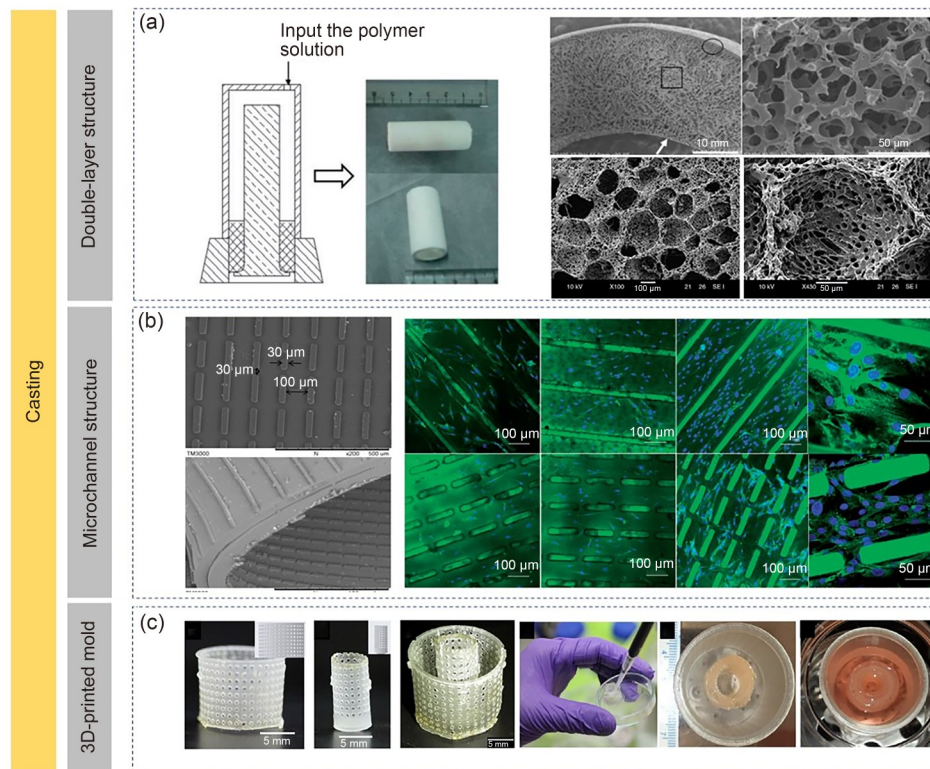 Casting
Double-layer structure
Microchannel structure
3D-printed mold
(a)
Input the polymer
solution
10 mm
50 µm
10 kV X100 100 µm 21 26 SE I
10 kV X430 50 µm 21 26 SE I
(b)
30 µm
30 µm
100 µm
TM3000 N x200 500 um
100 µm
100 µm
100 µm
50 µm
100 µm
100 µm
100 µm
50 µm
(c)
5 mm
5 mm
5 mm